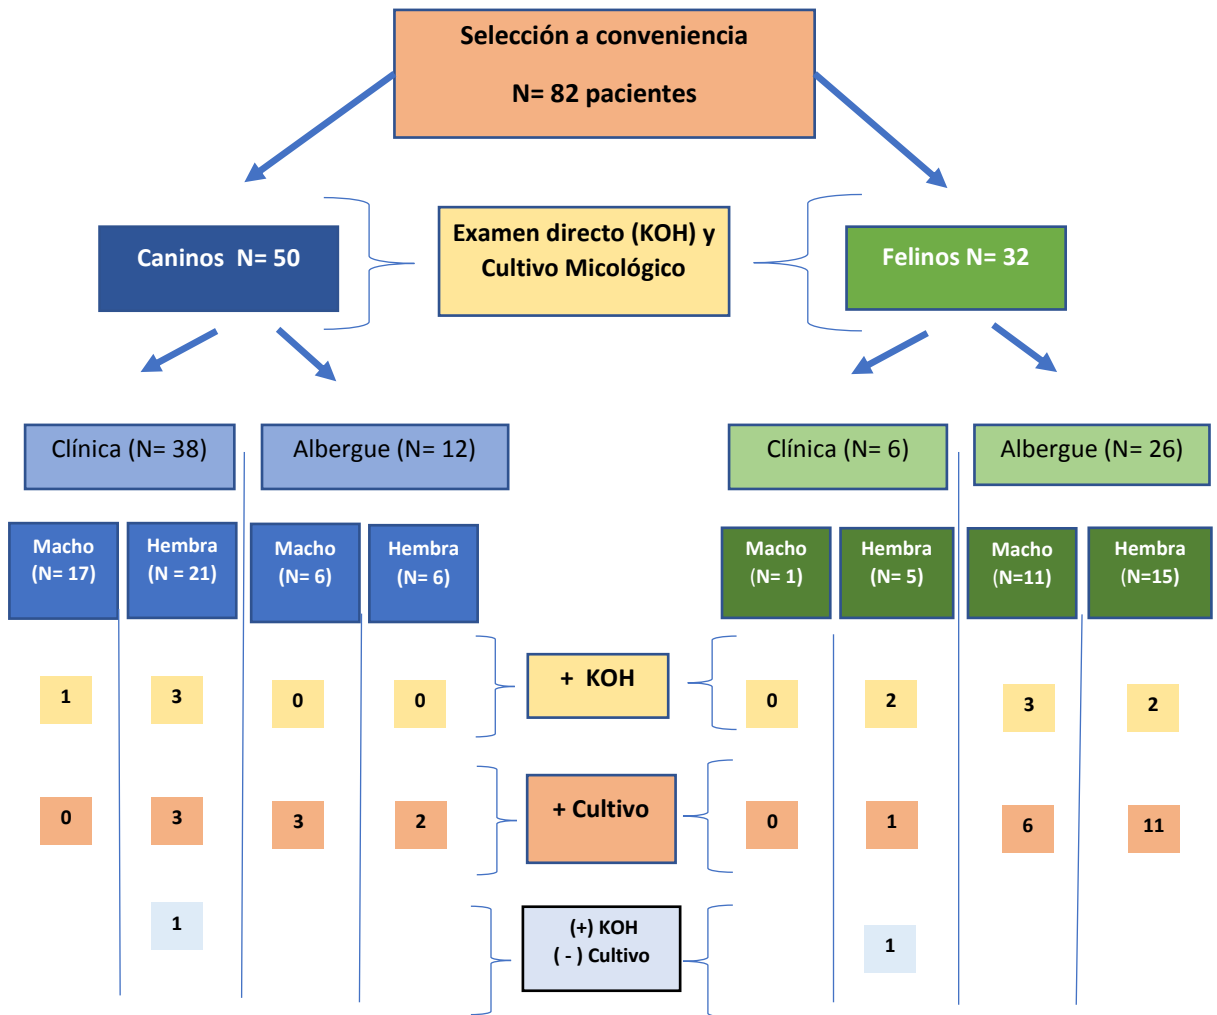 Selección a conveniencia
N= 82 pacientes
Caninos  N= 50
Examen directo (KOH) y
Cultivo Micológico
Felinos N= 32
Clínica (N= 38)
Albergue (N= 12)
Clínica (N= 6)
Albergue (N= 26)
Macho
(N= 17)
Hembra
(N = 21)
Macho
(N= 6)
Hembra
(N= 6)
Macho
(N= 1)
Hembra
(N= 5)
Macho
(N=11)
Hembra
(N=15)
1
3
0
0
+  KOH
0
2
3
2
0
3
3
2
+ Cultivo
0
1
6
11
1
(+) KOH
( - ) Cultivo
1